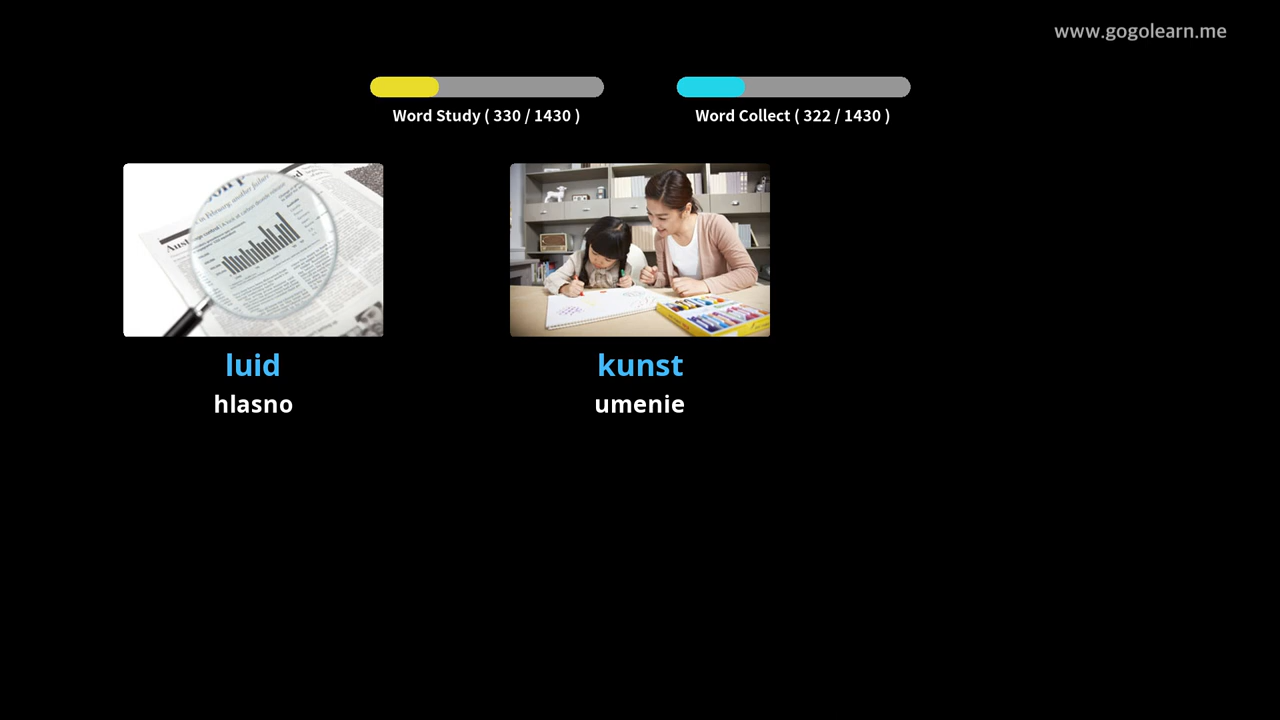 www.gogolearn.me
Word Study ( 330 / 1430 )
Word Collect ( 322 / 1430 )
luid
hlasno
kunst
umenie